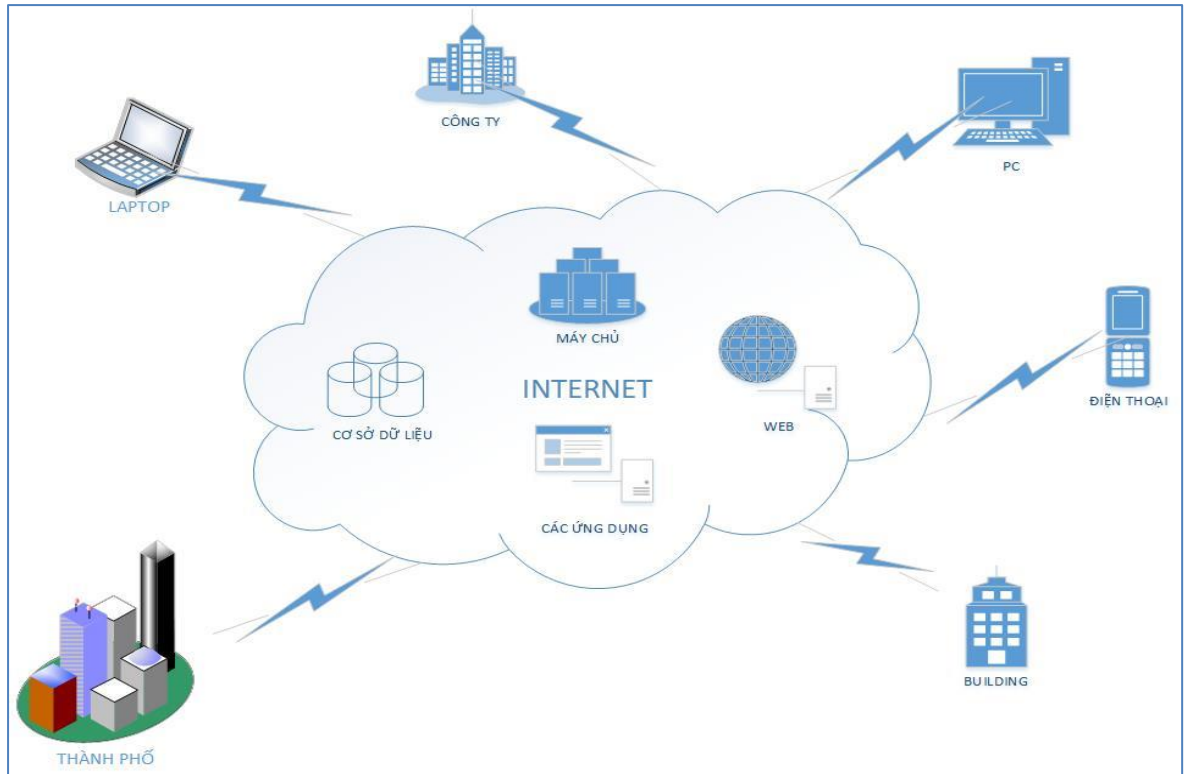 CÔNG TY
PC
LAPTOP
MÁY CHỦ
INTERNET
ĐIỆN THOẠI
WEB
CƠ SỞ DỮ LIỆU
CÁC ỨNG DỤNG
BUILDING
THÀNH PHỐ